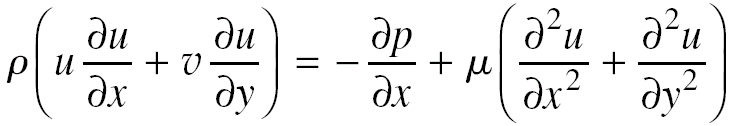 ρ(u ∂u/∂x + v ∂u/∂y) = −∂p/∂x + μ(∂²u/∂x² + ∂²u/∂y²)